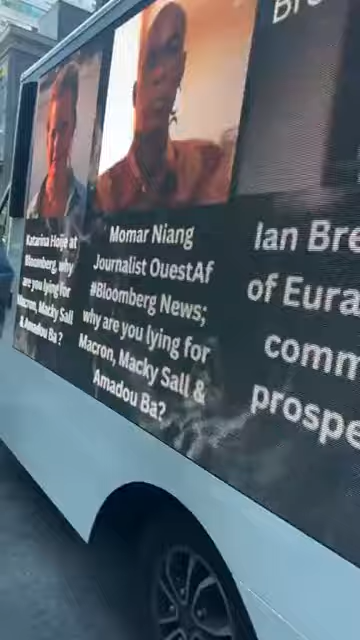 Katarina Hoije at
Bloomberg, why
are you lying for
Macron, Macky Sall
& Amadou Ba?
Momar Niang
Journalist OuestAf
#Bloomberg News;
why are you lying for
Macron, Macky Sall &
Amadou Ba?
Bre
Ian Bre
of Eura
comm
prospe